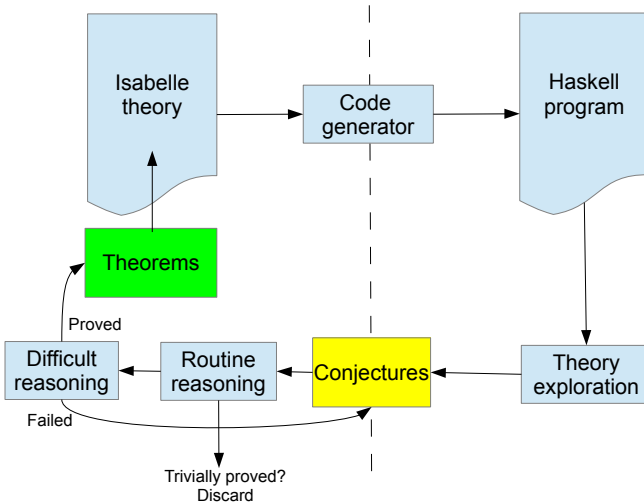 Isabelle
theory
Code
generator
Haskell
program
Theorems
Proved
Difficult
reasoning
Routine
reasoning
Conjectures
Theory
exploration
Failed
Trivially proved?
Discard